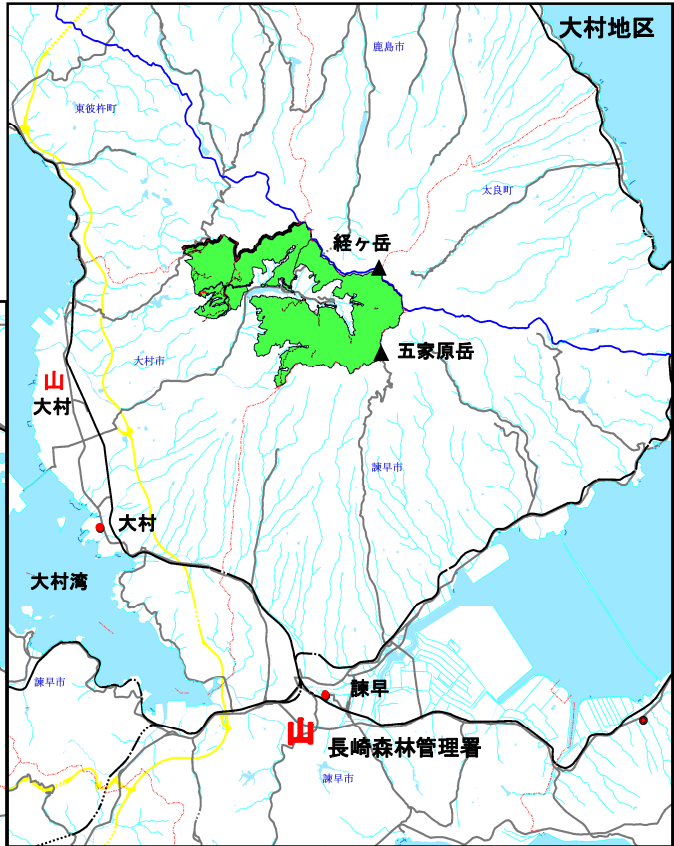 大村地区
鹿島市
東彼杵町
太良町
経ヶ岳
五家原岳
大村市
山
大村
諫早市
大村
大村湾
諫早市
諫早
山
長崎森林管理署
諫早市